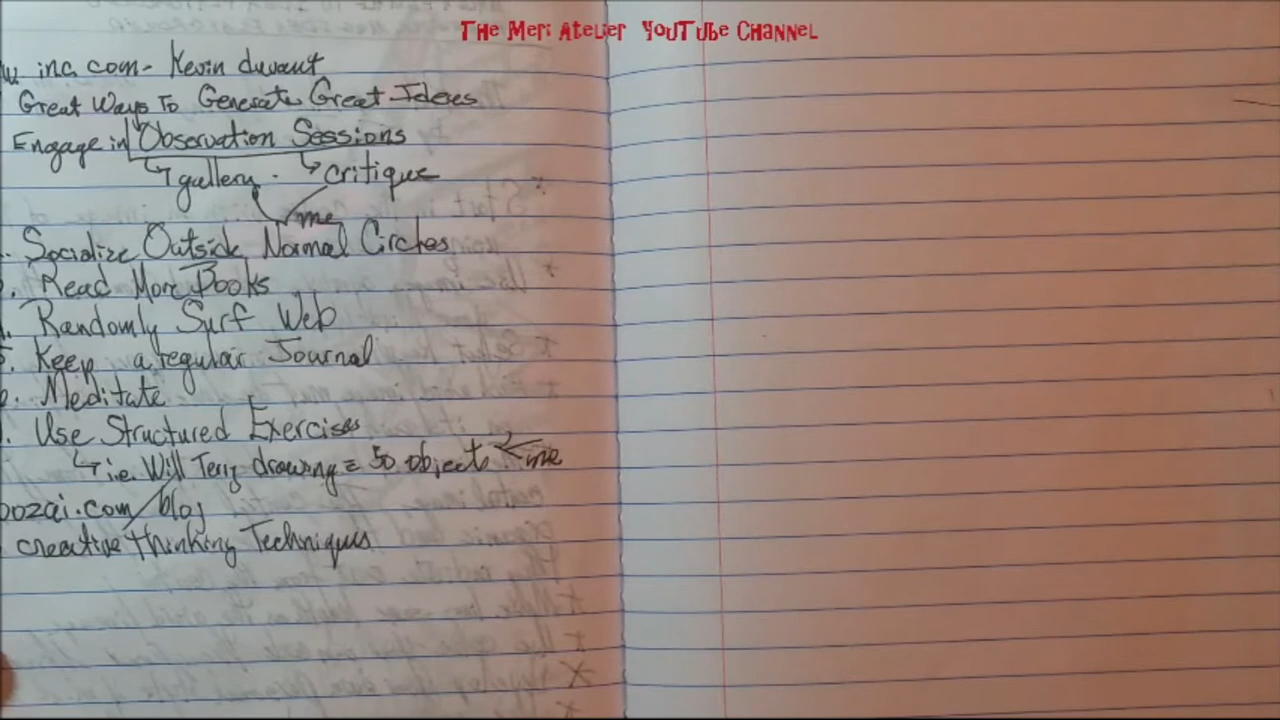 The Meri Atelier YouTube Channel
inc.com - Kevin
Great Ways To Generate Great Ideas
Engage in Observation Sessions
gallery. critique
me
Socialize Outside Normal Circles
Read More Books
Randomly Surf Web
Keep a regular Journal
Meditate
Use Structured Exercises
i.e. Will Terry drawing = 50 objects me
.com/blog
creative thinking Techniques